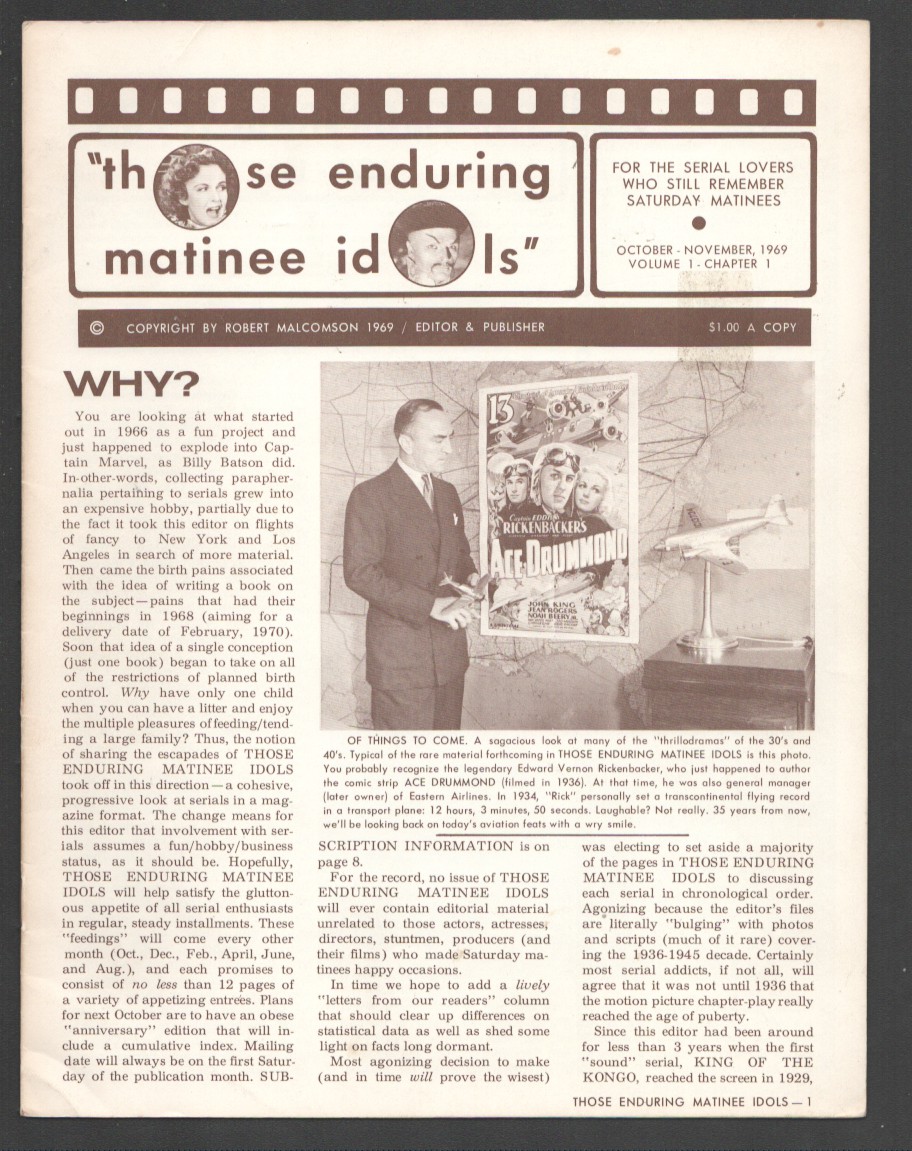 "those enduring
matinee idols"
FOR THE SERIAL LOVERS
WHO STILL REMEMBER
SATURDAY MATINEES
OCTOBER - NOVEMBER, 1969
VOLUME 1 - CHAPTER 1
© COPYRIGHT BY ROBERT MALCOMSON 1969 / EDITOR & PUBLISHER $1.00 A COPY
WHY?
You are looking at what started
out in 1966 as a fun project and
just happened to explode into Cap-
tain Marvel, as Billy Batson did.
In-other-words, collecting parapher-
nalia pertaining to serials grew into
an expensive hobby, partially due to
the fact it took this editor on flights
of fancy to New York and Los
Angeles in search of more material.
Then came the birth pains associated
with the idea of writing a book on
the subject—pains that had their
beginnings in 1968 (aiming for a
delivery date of February, 1970).
Soon that idea of a single conception
(just one book) began to take on all
of the restrictions of planned birth
control. Why have only one child
when you can have a litter and enjoy
the multiple pleasures of feeding/tend-
ing a large family? Thus, the notion
of sharing the escapades of THOSE
ENDURING MATINEE IDOLS
took off in this direction—a cohesive,
progressive look at serials in a mag-
azine format. The change means for
this editor that involvement with ser-
ials assumes a fun/hobby/business
status, as it should be. Hopefully,
THOSE ENDURING MATINEE
IDOLS will help satisfy the glutton-
ous appetite of all serial enthusiasts
in regular, steady installments. These
"feedings" will come every other
month (Oct., Dec., Feb., April, June,
and Aug.), and each promises to
consist of no less than 12 pages of
a variety of appetizing entrees. Plans
for next October are to have an obese
"anniversary" edition that will in-
clude a cumulative index. Mailing
date will always be on the first Satur-
day of the publication month. SUB-
13
Captain EDDIE
RICKENBACKERS
ACE DRUMMOND
JOHN KING
JEAN ROGERS
NOAH BEERY JR.
OF THINGS TO COME. A sagacious look at many of the "thrillodramas" of the 30's and
40's. Typical of the rare material forthcoming in THOSE ENDURING MATINEE IDOLS is this photo.
You probably recognize the legendary Edward Vernon Rickenbacker, who just happened to author
the comic strip ACE DRUMMOND (filmed in 1936). At that time, he was also general manager
(later owner) of Eastern Airlines. In 1934, "Rick" personally set a transcontinental flying record
in a transport plane: 12 hours, 3 minutes, 50 seconds. Laughable? Not really. 35 years from now,
we'll be looking back on today's aviation feats with a wry smile.
SCRIPTION INFORMATION is on
page 8.
For the record, no issue of THOSE
ENDURING MATINEE IDOLS
will ever contain editorial material
unrelated to those actors, actresses,
directors, stuntmen, producers (and
their films) who made Saturday ma-
tinees happy occasions.
In time we hope to add a lively
"letters from our readers" column
that should clear up differences on
statistical data as well as shed some
light on facts long dormant.
Most agonizing decision to make
(and in time will prove the wisest)
was electing to set aside a majority
of the pages in THOSE ENDURING
MATINEE IDOLS to discussing
each serial in chronological order.
Agonizing because the editor's files
are literally "bulging" with photos
and scripts (much of it rare) cover-
ing the 1936-1945 decade. Certainly
most serial addicts, if not all, will
agree that it was not until 1936 that
the motion picture chapter-play really
reached the age of puberty.
Since this editor had been around
for less than 3 years when the first
"sound" serial, KING OF THE
KONGO, reached the screen in 1929,
THOSE ENDURING MATINEE IDOLS — 1